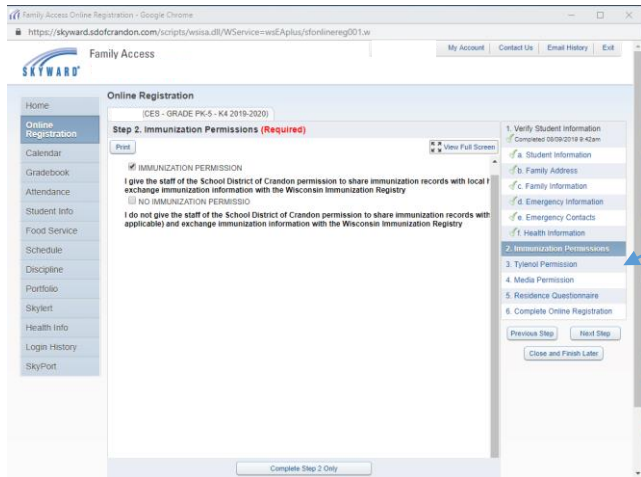 Family Access Online Registration - Google Chrome
https://skyward.sdofcrandon.com/scripts/wsisa.dll/WService=wsEAplus/sfonlinereg001.w
SKYWARD
Family Access
My Account
Contact Us
Email History
Exit
Home
Online
Registration
Calendar
Gradebook
Attendance
Student Info
Food Service
Schedule
Discipline
Portfolio
Skylert
Health Info
Login History
SkyPort
Online Registration
(CES - GRADE PK-5 - K4 2019-2020)
Step 2. Immunization Permissions (Required)
Print
View Full Screen
IMMUNIZATION PERMISSION
I give the staff of the School District of Crandon permission to share immunization records with local
exchange immunization information with the Wisconsin Immunization Registry
NO IMMUNIZATION PERMISSIO
I do not give the staff of the School District of Crandon permission to share immunization records with
applicable) and exchange immunization information with the Wisconsin Immunization Registry
Complete Step 2 Only
1. Verify Student Information
Completed 08/09/2019 9:42am
a. Student Information
b. Family Address
c. Family Information
d. Emergency Information
e. Emergency Contacts
f. Health Information
2. Immunization Permissions
3. Tylenol Permission
4. Media Permission
5. Residence Questionnaire
6. Complete Online Registration
Previous Step
Next Step
Close and Finish Later